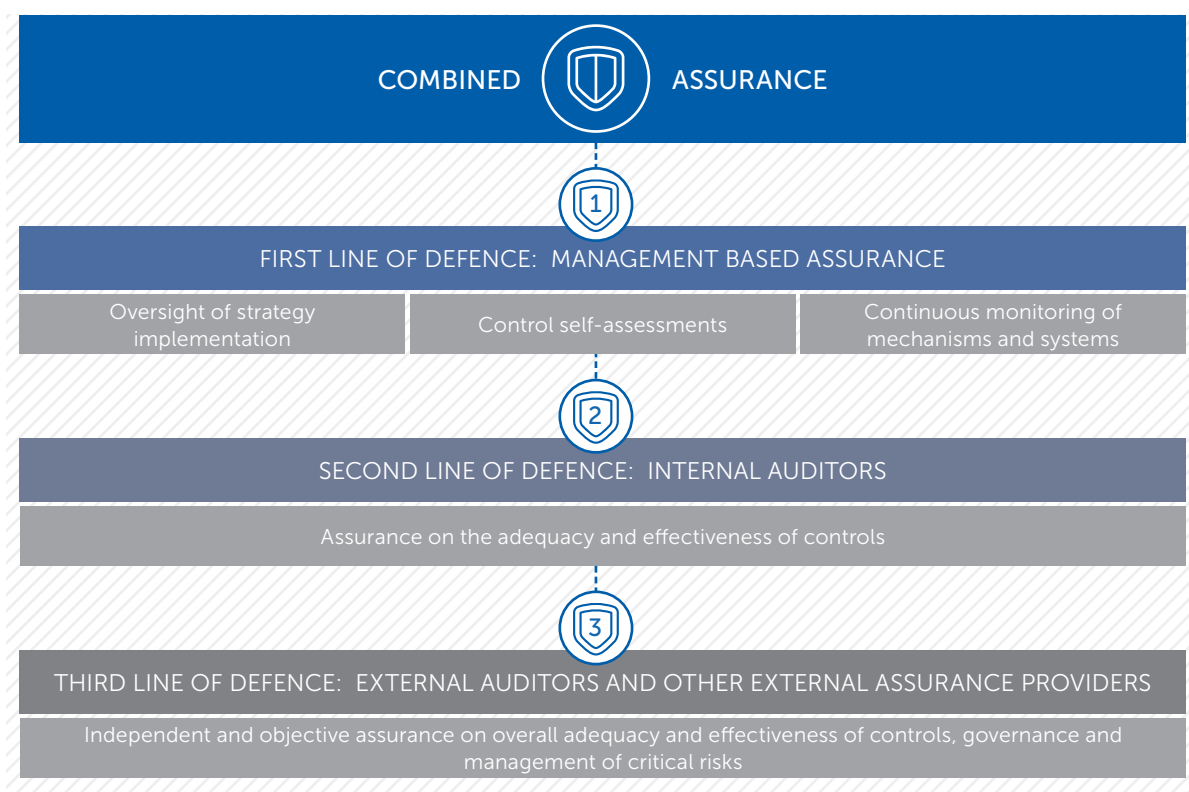 COMBINED ASSURANCE
1
FIRST LINE OF DEFENCE: MANAGEMENT BASED ASSURANCE
Oversight of strategy
implementation
Control self-assessments
Continuous monitoring of
mechanisms and systems
2
SECOND LINE OF DEFENCE: INTERNAL AUDITORS
Assurance on the adequacy and effectiveness of controls
3
THIRD LINE OF DEFENCE: EXTERNAL AUDITORS AND OTHER EXTERNAL ASSURANCE PROVIDERS
Independent and objective assurance on overall adequacy and effectiveness of controls, governance and
management of critical risks